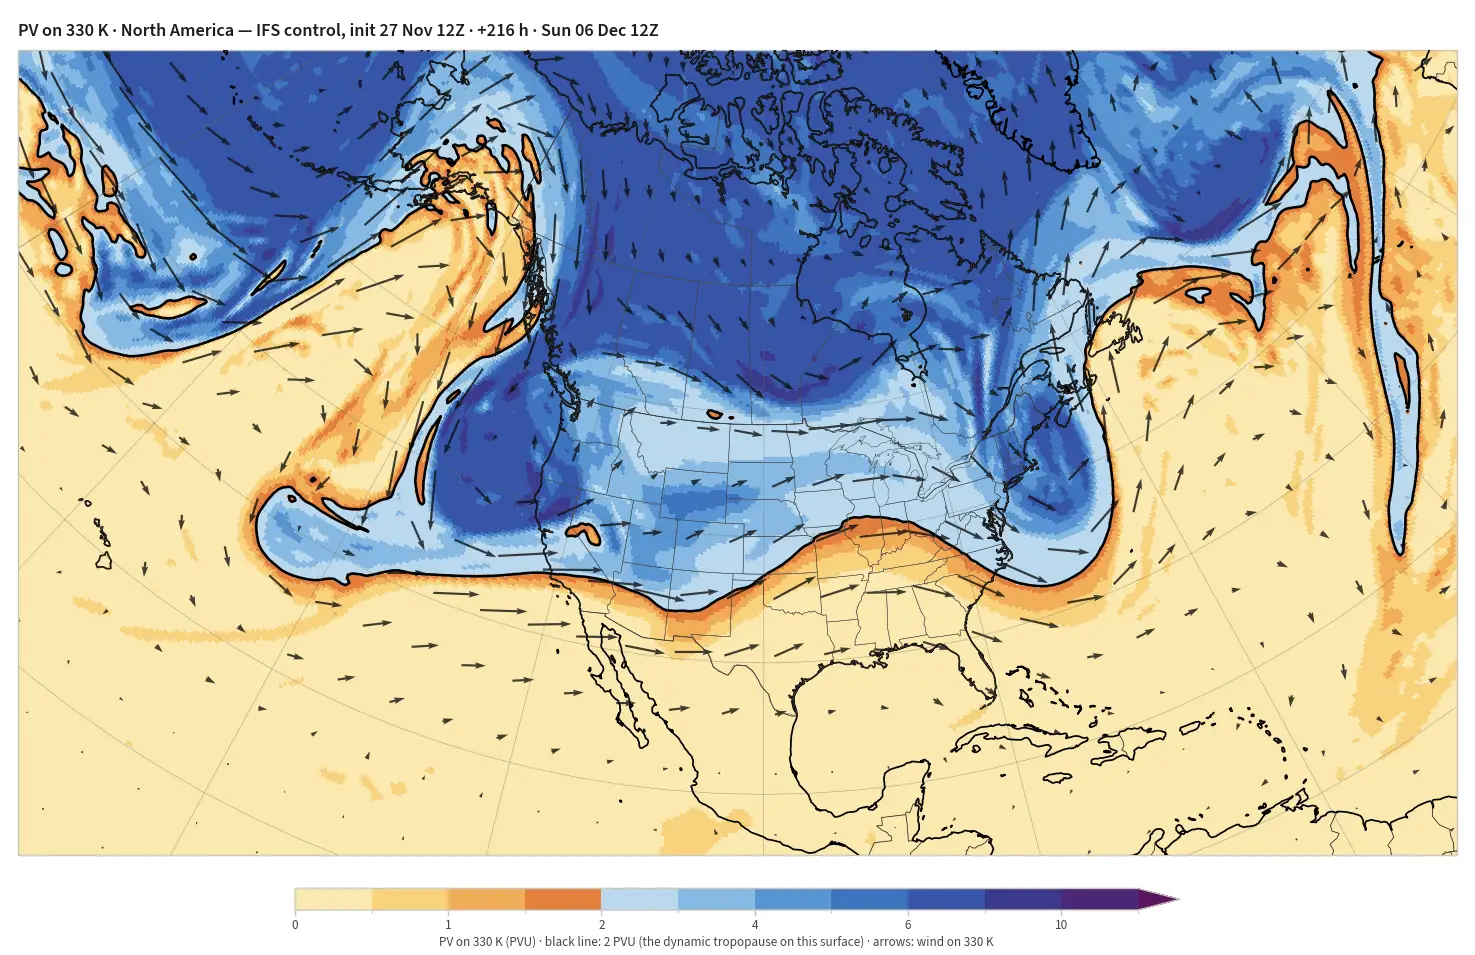 PV on 330 K · North America — IFS control, init 27 Nov 12Z · +216 h · Sun 06 Dec 12Z
0 1 2 4 6 8 10
PV on 330 K (PVU) · black line: 2 PVU (the dynamic tropopause on this surface) · arrows: wind on 330 K